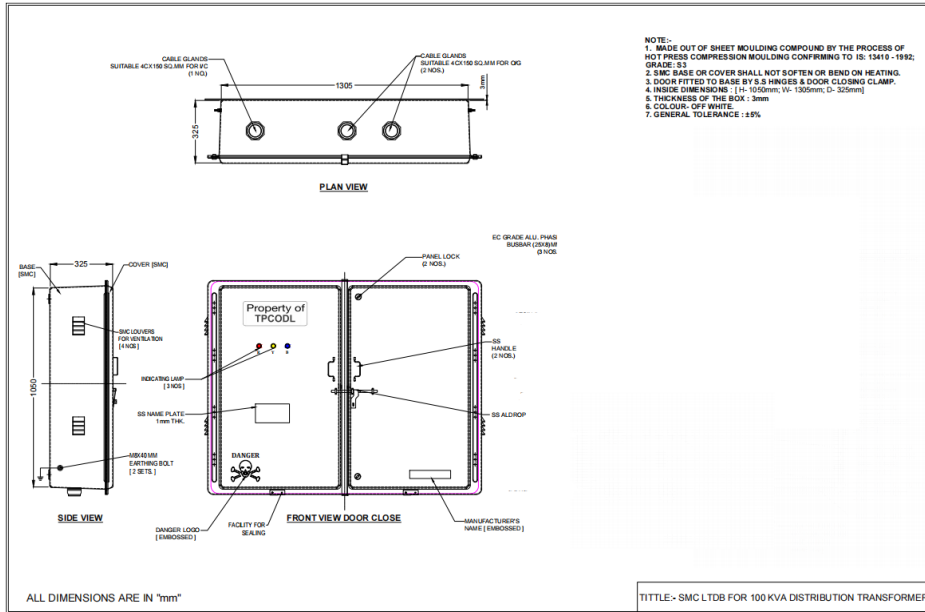 NOTE:-
1. MADE OUT OF SHEET MOULDING COMPOUND BY THE PROCESS OF
HOT PRESS COMPRESSION MOULDING CONFIRMING TO IS: 13410 - 1992;
GRADE: S3
2. SMC BASE OR COVER SHALL NOT SOFTEN OR BEND ON HEATING.
3. DOOR FITTED TO BASE BY S.S HINGES & DOOR CLOSING CLAMP.
4. INSIDE DIMENSIONS : [ H- 1050mm; W- 1305mm; D- 325mm]
5. THICKNESS OF THE BOX : 3mm
6. COLOUR- OFF WHITE.
7. GENERAL TOLERANCE : ±5%
CABLE GLANDS
SUITABLE 4CX150 SQ.MM FOR I/C
(1 NO.)
CABLE GLANDS
SUITABLE 4CX150 SQ.MM FOR O/G
(2 NOS.)
1305
3mm
325
PLAN VIEW
325
BASE
[SMC]
COVER [SMC]
SMC LOUVERS
FOR VENTILATION
[ 4 NOS ]
1050
M8X40 MM
EARTHING BOLT
[ 2 SETS. ]
SIDE VIEW
EC GRADE ALU. PHAS
BUSBAR (25X8)M
(3 NOS.
PANEL LOCK
(2 NOS.)
Property of
TPCODL
R Y B
INDICATING LAMP
[ 3 NOS ]
SS
HANDLE
(2 NOS.)
SS NAME PLATE
1mm THK.
SS ALDROP
DANGER
DANGER LOGO
[ EMBOSSED ]
FACILITY FOR
SEALING
FRONT VIEW DOOR CLOSE
MANUFACTURER'S
NAME [ EMBOSSED ]
ALL DIMENSIONS ARE IN "mm"
TITTLE:- SMC LTDB FOR 100 KVA DISTRIBUTION TRANSFORMER